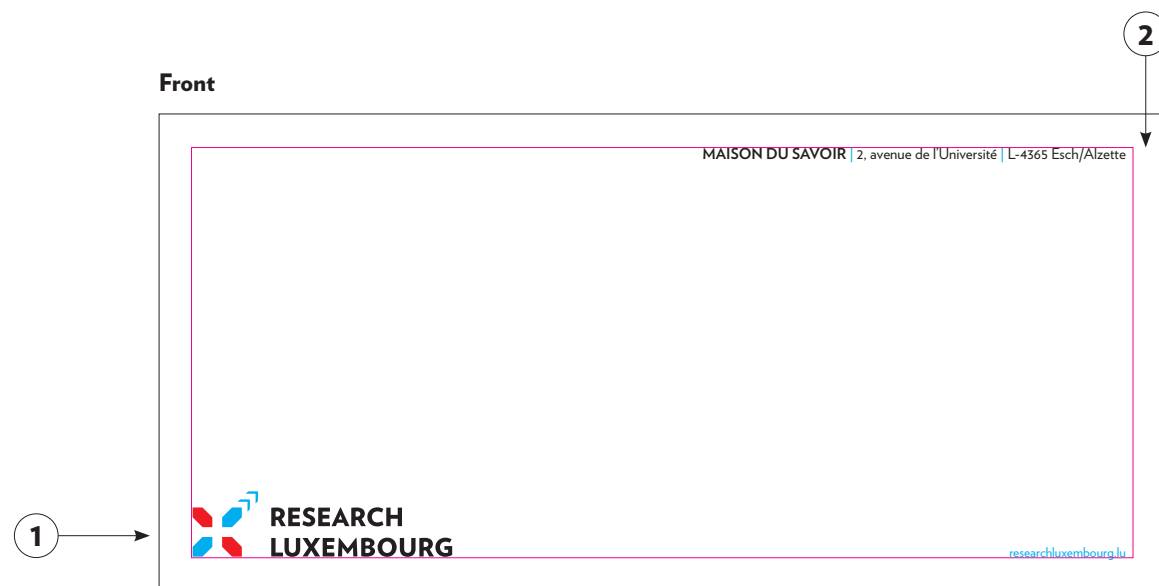 2
Front
MAISON DU SAVOIR | 2, avenue de l'Université | L-4365 Esch/Alzette
1
RESEARCH
LUXEMBOURG
researchluxembourg.lu